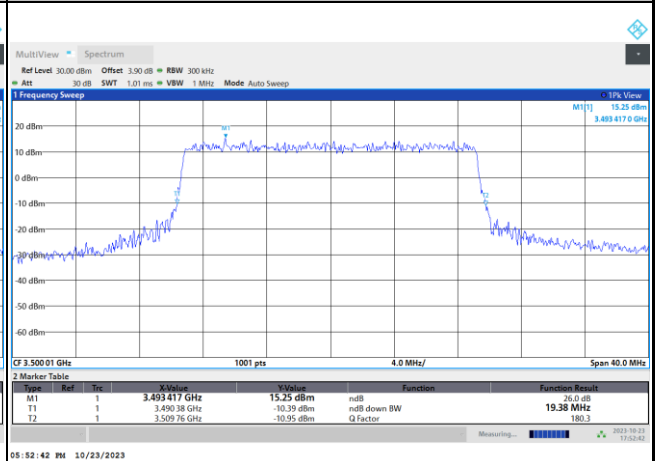 MultiView Spectrum
Ref Level 30.00 dBm Offset 3.90 dB RBW 300 kHz
Att 30 dB SWT 1.01 ms VBW 1 MHz Mode Auto Sweep
1 Frequency Sweep 1Pk View
M1[1] 15.25 dBm
3.493 417 0 GHz
20 dBm
M1
10 dBm
0 dBm
T1
T2
-10 dBm
-20 dBm
-30 dBm
-40 dBm
-50 dBm
-60 dBm
CF 3.500 01 GHz 1001 pts 4.0 MHz/ Span 40.0 MHz
2 Marker Table
Type Ref Trc X-Value Y-Value Function Function Result
M1 1 3.493 417 GHz 15.25 dBm ndB 26.0 dB
T1 1 3.490 38 GHz -10.39 dBm ndB down BW 19.38 MHz
T2 1 3.509 76 GHz -10.95 dBm Q Factor 180.3
Measuring... 2023-10-23
17:52:42
05:52:42 PM 10/23/2023